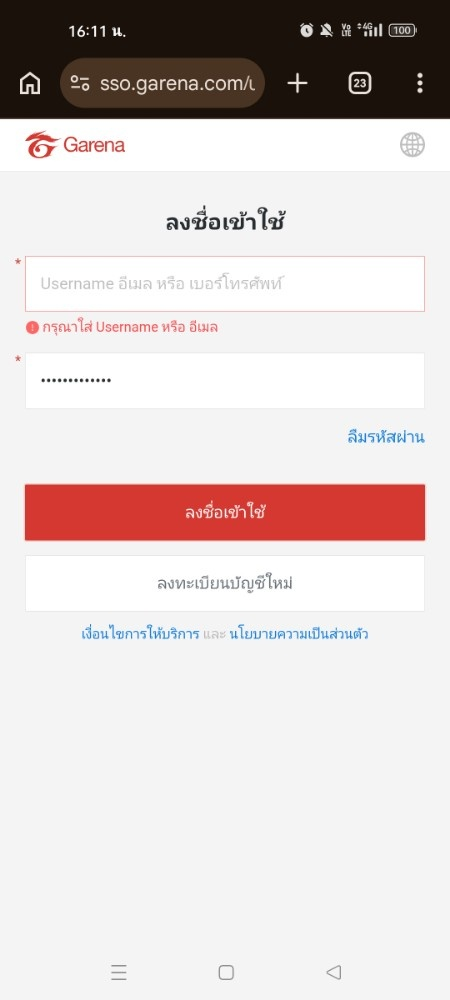 16:11 น.
Vo LTE 4G 100
sso.garena.com/u
23
Garena
ลงชื่อเข้าใช้
* Username อีเมล หรือ เบอร์โทรศัพท์
! กรุณาใส่ Username หรือ อีเมล
* •••••••••••••
ลืมรหัสผ่าน
ลงชื่อเข้าใช้
ลงทะเบียนบัญชีใหม่
เงื่อนไขการให้บริการ และ นโยบายความเป็นส่วนตัว